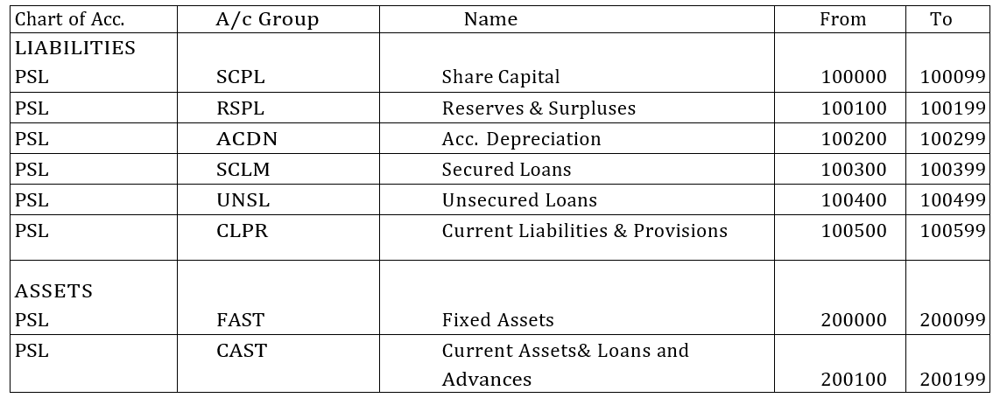 Chart of Acc. A/c Group Name From To
LIABILITIES
PSL SCPL Share Capital 100000 100099
PSL RSPL Reserves & Surpluses 100100 100199
PSL ACDN Acc. Depreciation 100200 100299
PSL SCLM Secured Loans 100300 100399
PSL UNSL Unsecured Loans 100400 100499
PSL CLPR Current Liabilities & Provisions 100500 100599
ASSETS
PSL FAST Fixed Assets 200000 200099
PSL CAST Current Assets& Loans and
Advances 200100 200199